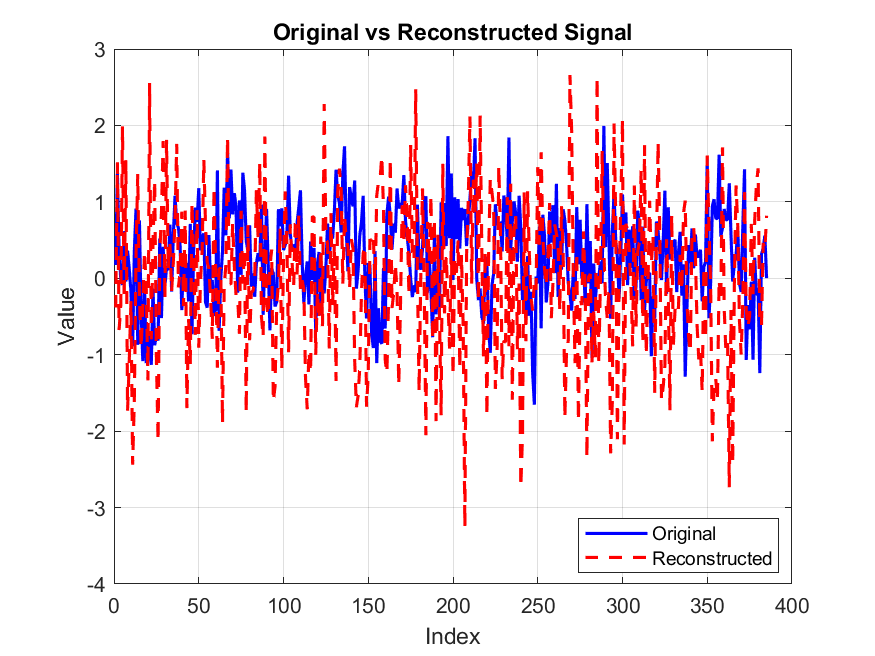 Original vs Reconstructed Signal
3
2
1
0
-1
-2
-3
-4
Value
0 50 100 150 200 250 300 350 400
Index
Original
Reconstructed